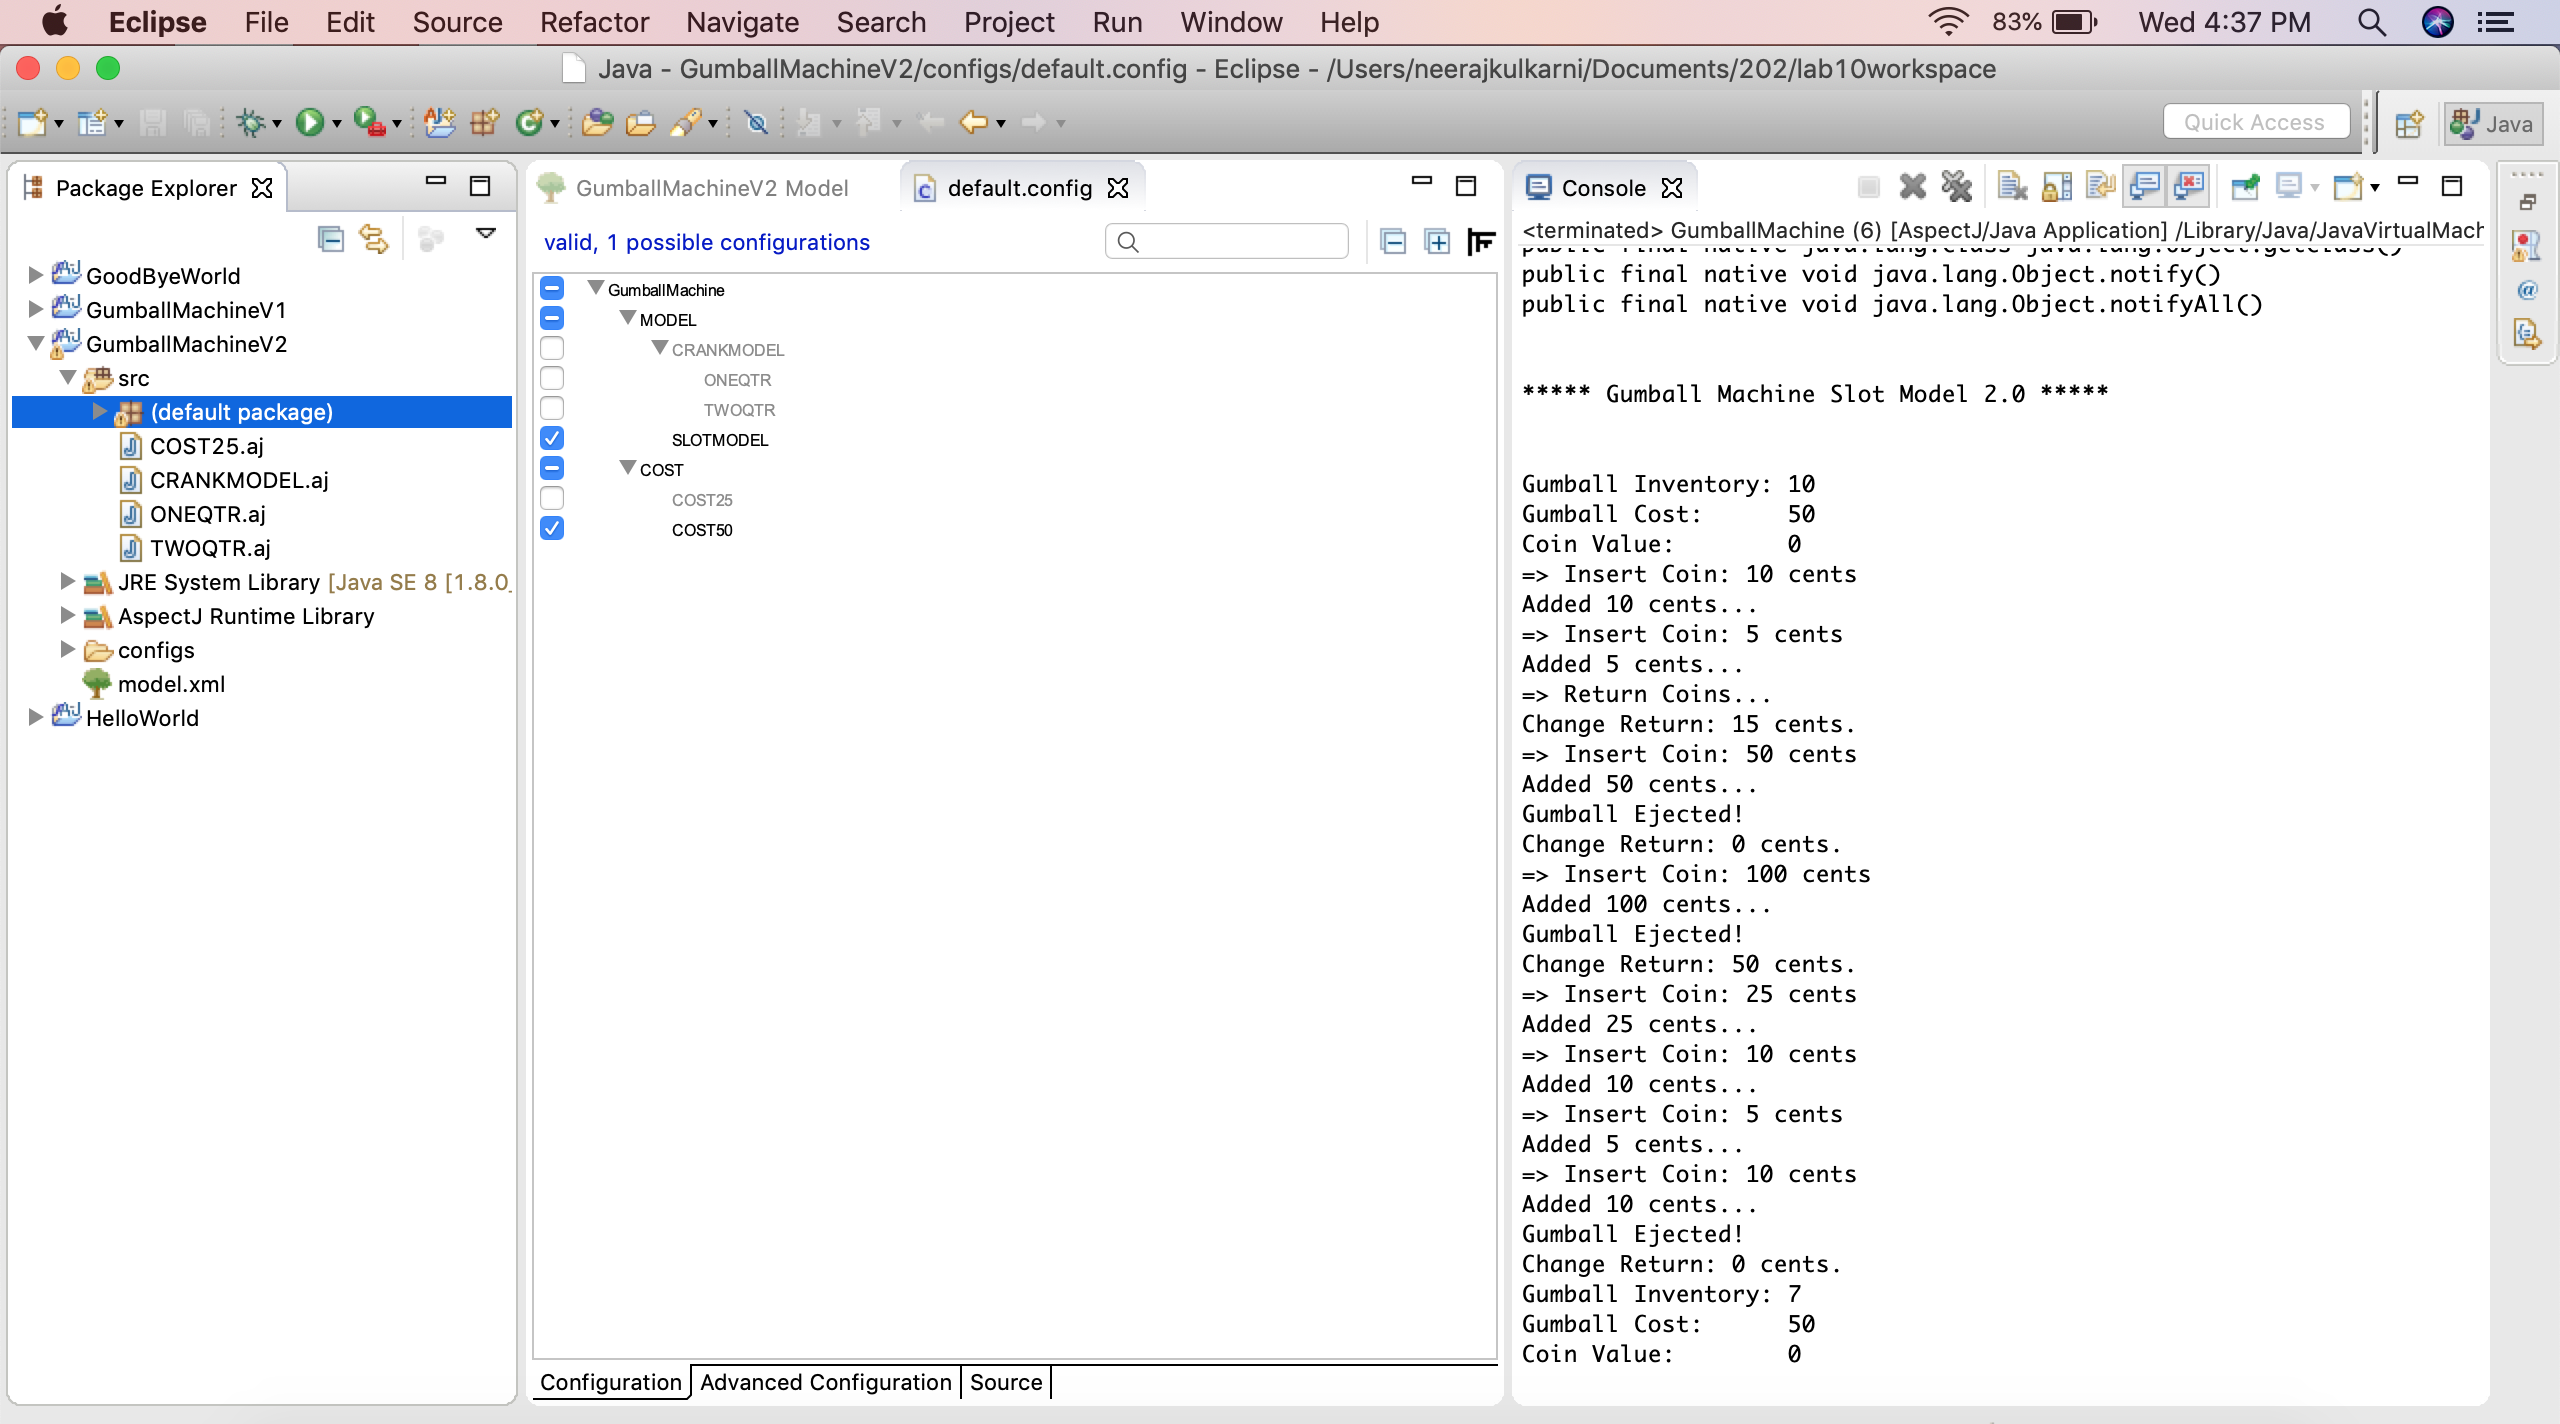 Eclipse File Edit Source Refactor Navigate Search Project Run Window Help 83% Wed 4:37 PM
Java - GumballMachineV2/configs/default.config - Eclipse - /Users/neerajkulkarni/Documents/202/lab10workspace
Quick Access
Java
Package Explorer
GoodByeWorld
GumballMachineV1
GumballMachineV2
src
(default package)
COST25.aj
CRANKMODEL.aj
ONEQTR.aj
TWOQTR.aj
JRE System Library [Java SE 8 [1.8.0_
AspectJ Runtime Library
configs
model.xml
HelloWorld
GumballMachineV2 Model
default.config
valid, 1 possible configurations
GumballMachine
MODEL
CRANKMODEL
ONEQTR
TWOQTR
SLOTMODEL
COST
COST25
COST50
Configuration
Advanced Configuration
Source
Console
<terminated> GumballMachine (6) [AspectJ/Java Application] /Library/Java/JavaVirtualMach
public final native java.lang.Class java.lang.Object.getClass()
public final native void java.lang.Object.notify()
public final native void java.lang.Object.notifyAll()
***** Gumball Machine Slot Model 2.0 *****
Gumball Inventory: 10
Gumball Cost: 50
Coin Value: 0
=> Insert Coin: 10 cents
Added 10 cents...
=> Insert Coin: 5 cents
Added 5 cents...
=> Return Coins...
Change Return: 15 cents.
=> Insert Coin: 50 cents
Added 50 cents...
Gumball Ejected!
Change Return: 0 cents.
=> Insert Coin: 100 cents
Added 100 cents...
Gumball Ejected!
Change Return: 50 cents.
=> Insert Coin: 25 cents
Added 25 cents...
=> Insert Coin: 10 cents
Added 10 cents...
=> Insert Coin: 5 cents
Added 5 cents...
=> Insert Coin: 10 cents
Added 10 cents...
Gumball Ejected!
Change Return: 0 cents.
Gumball Inventory: 7
Gumball Cost: 50
Coin Value: 0